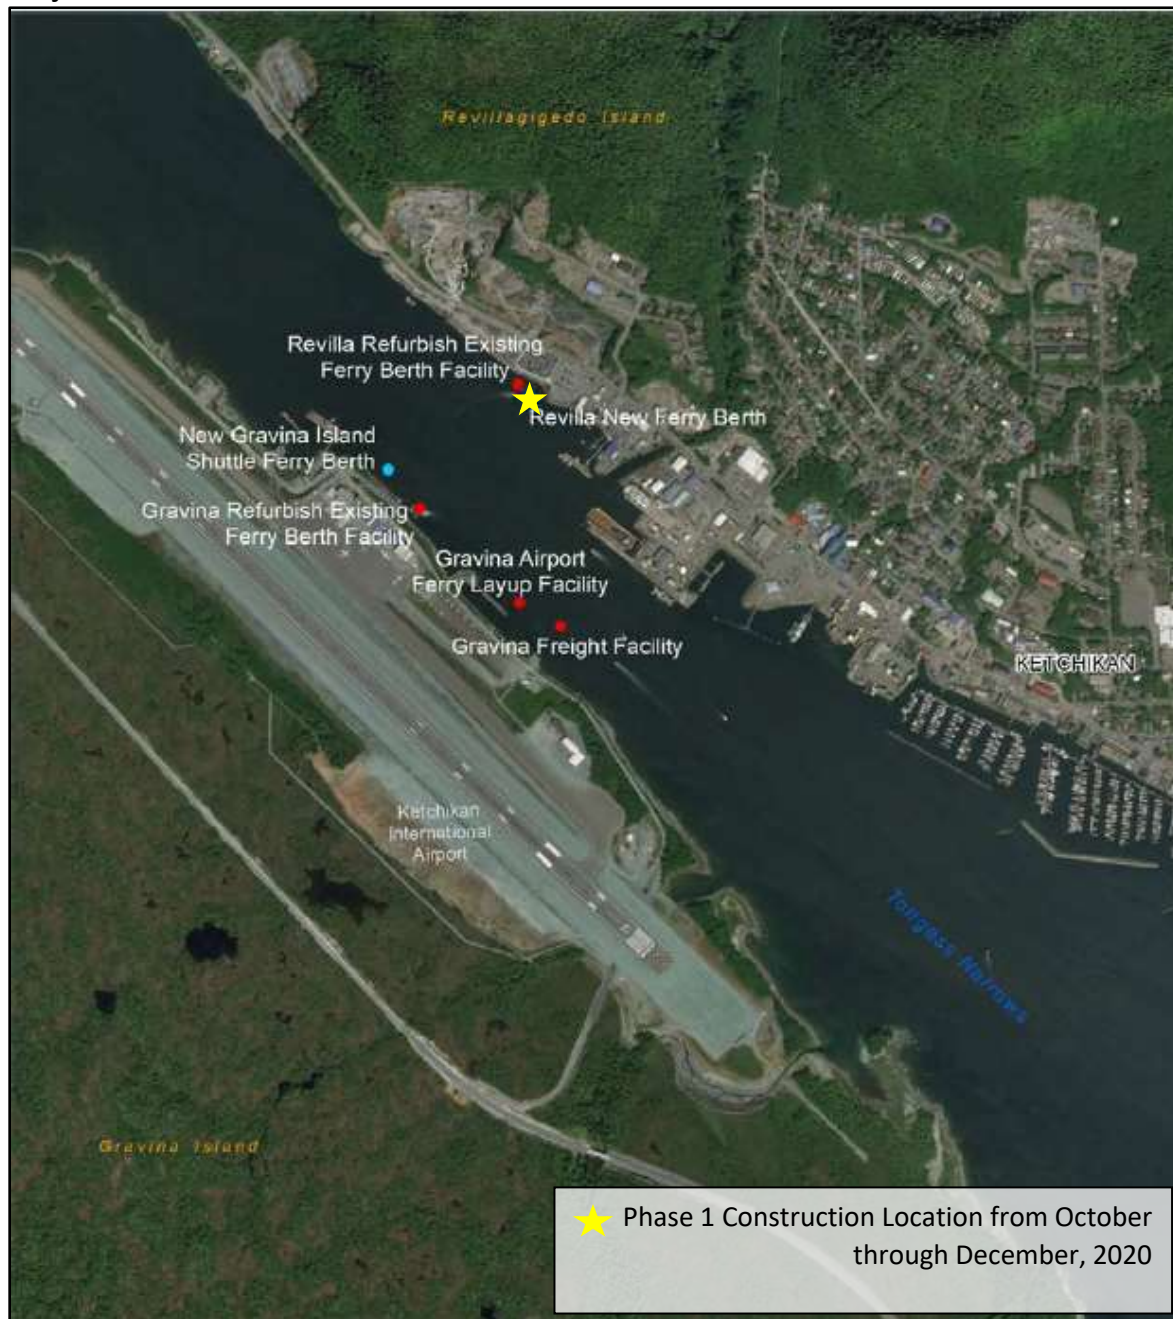 Revillagigedo Island
Revilla Refurbish Existing
Ferry Berth Facility
Revilla New Ferry Berth
New Gravina Island
Shuttle Ferry Berth
Gravina Refurbish Existing
Ferry Berth Facility
Gravina Airport
Ferry Layup Facility
Gravina Freight Facility
KETCHIKAN
Ketchikan
International
Airport
Tongass Narrows
Gravina Island
Phase 1 Construction Location from October
through December, 2020